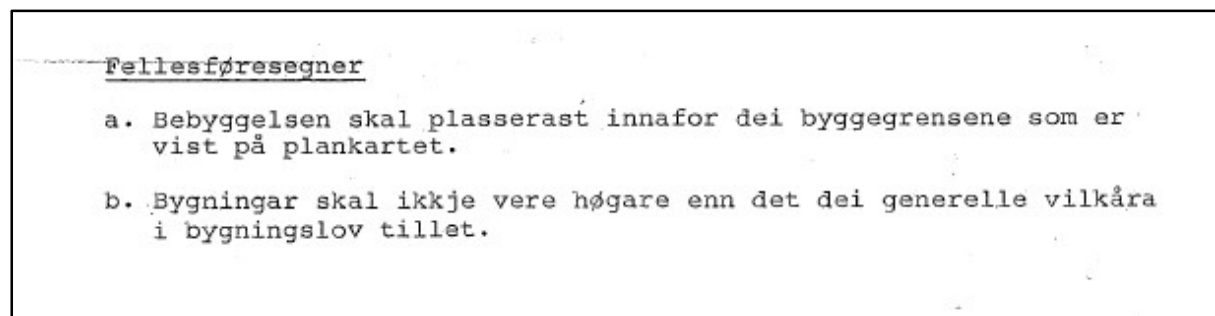 Fellesføresegner
a. Bebyggelsen skal plasserast innafor dei byggegrensene som er
vist på plankartet.
b. Bygningar skal ikkje vere høgare enn det dei generelle vilkåra
i bygningslov tillet.